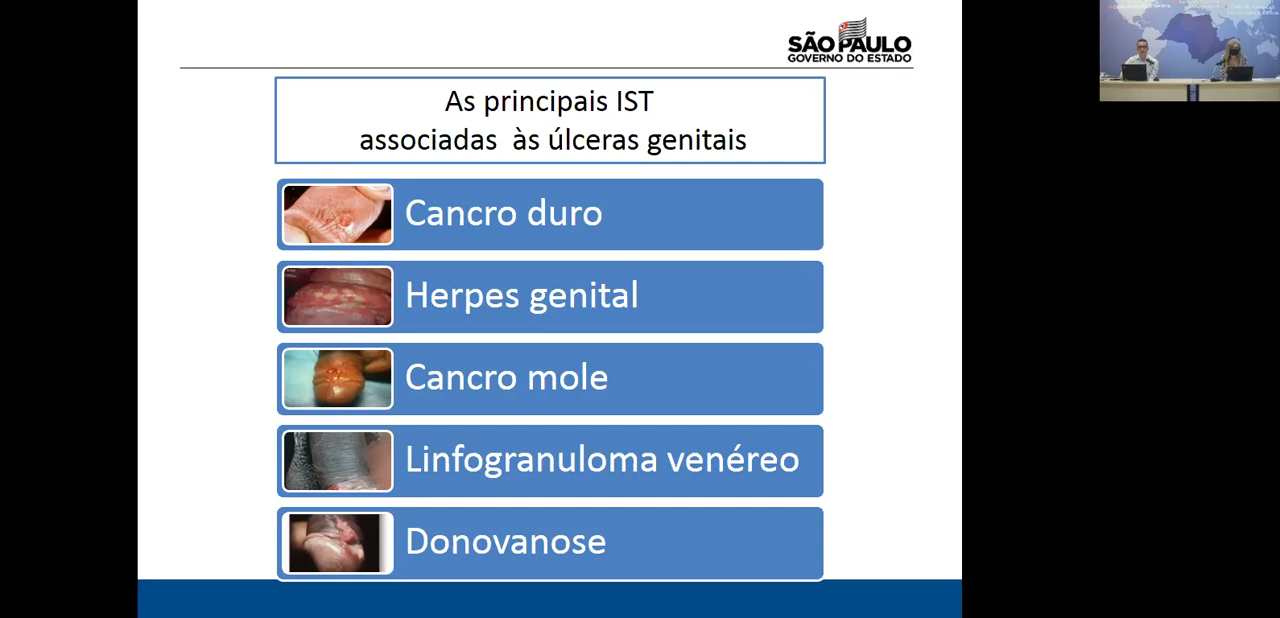 SÃO PAULO
GOVERNO DO ESTADO
As principais IST
associadas às úlceras genitais
Cancro duro
Herpes genital
Cancro mole
Linfogranuloma venéreo
Donovanose